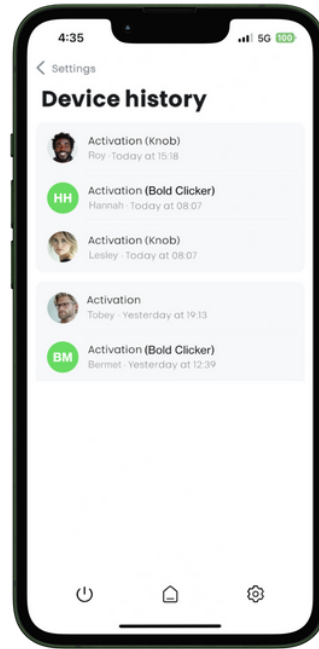 4:35 5G 100
Settings
Device history
Activation (Knob)
Roy · Today at 15:18
HH
Activation (Bold Clicker)
Hannah · Today at 08:07
Activation (Knob)
Lesley · Today at 08:07
Activation
Tobey · Yesterday at 19:13
BM
Activation (Bold Clicker)
Bermet · Yesterday at 12:39